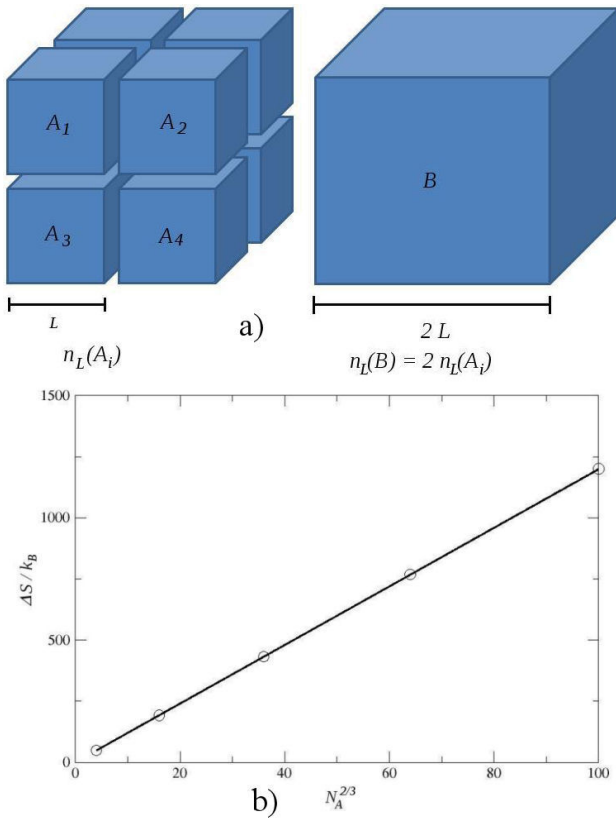 A1 A2
B
A3 A4
L
a)
2 L
nL(Ai)
nL(B) = 2 nL(Ai)
1500
1000
ΔS / kB
500
0
0 20 40 60 80 100
NA^2/3
b)